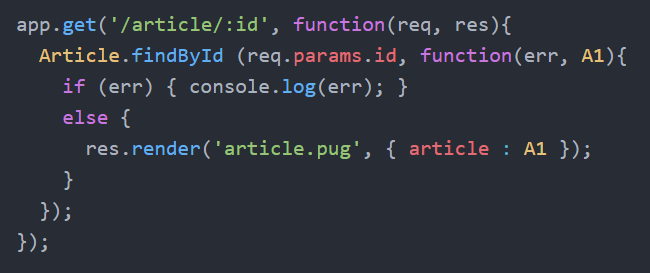 app.get('/article/:id', function(req, res){
  Article.findById (req.params.id, function(err, A1){
    if (err) { console.log(err); }
    else {
      res.render('article.pug', { article : A1 });
    }
  });
});